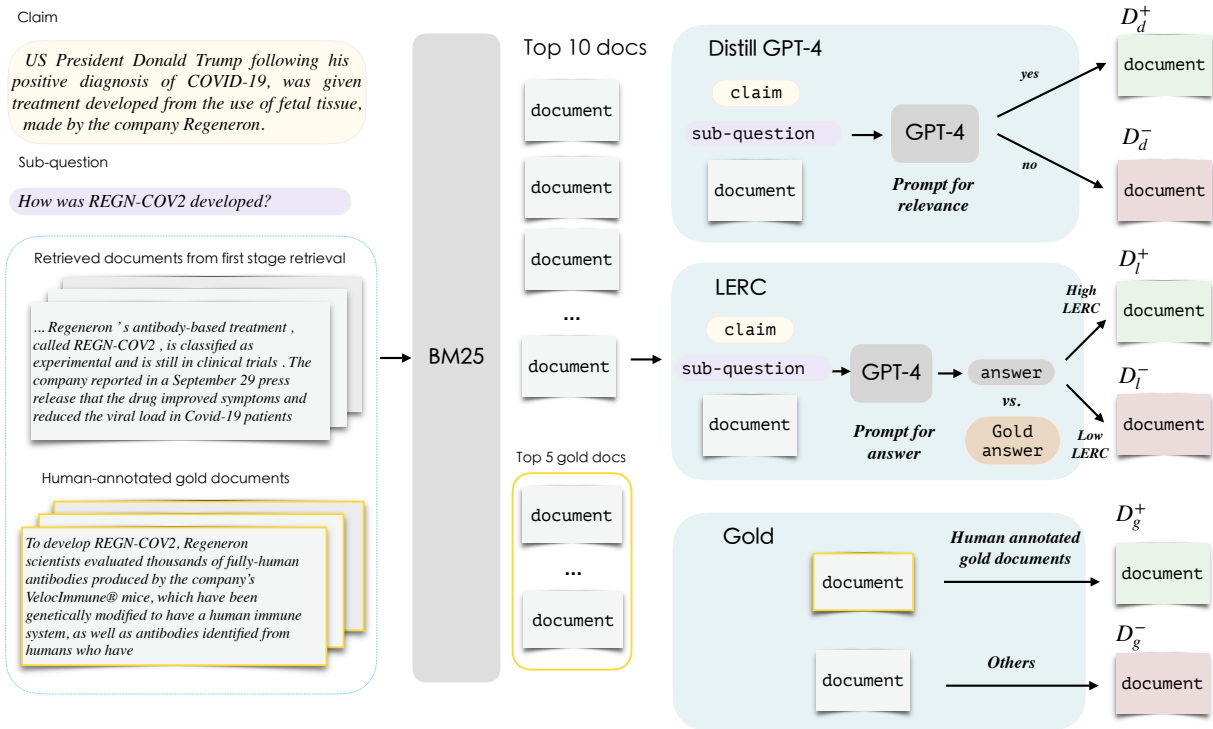 Claim
US President Donald Trump following his
positive diagnosis of COVID-19, was given
treatment developed from the use of fetal tissue,
made by the company Regeneron.
Sub-question
How was REGN-COV2 developed?
Retrieved documents from first stage retrieval
... Regeneron ’ s antibody-based treatment ,
called REGN-COV2 , is classified as
experimental and is still in clinical trials . The
company reported in a September 29 press
release that the drug improved symptoms and
reduced the viral load in Covid-19 patients
Human-annotated gold documents
To develop REGN-COV2, Regeneron
scientists evaluated thousands of fully-human
antibodies produced by the company’s
VelocImmune® mice, which have been
genetically modified to have a human immune
system, as well as antibodies identified from
humans who have
BM25
Top 10 docs
document
document
document
...
document
Top 5 gold docs
document
...
document
Distill GPT-4
claim
sub-question
document
GPT-4
Prompt for
relevance
yes
no
D_d^+
document
D_d^-
document
LERC
claim
sub-question
document
GPT-4
Prompt for
answer
answer
vs.
Gold
answer
High
LERC
Low
LERC
D_l^+
document
D_l^-
document
Gold
document
Human annotated
gold documents
document
Others
D_g^+
document
D_g^-
document